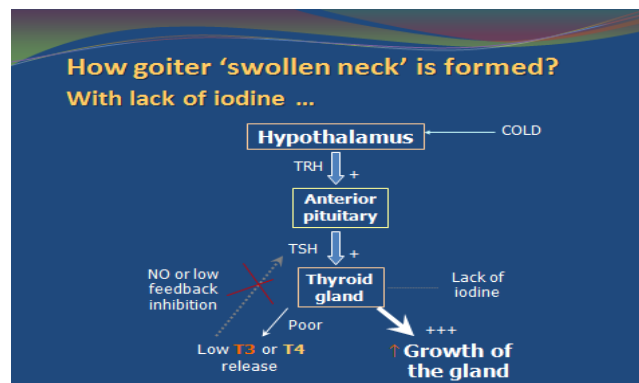 How goiter ‘swollen neck’ is formed?
With lack of iodine …
Hypothalamus
COLD
TRH
+
Anterior
pituitary
TSH
+
NO or low
feedback
inhibition
Thyroid
gland
Lack of
iodine
Poor
+++
Low T3 or T4
release
↑Growth of
the gland